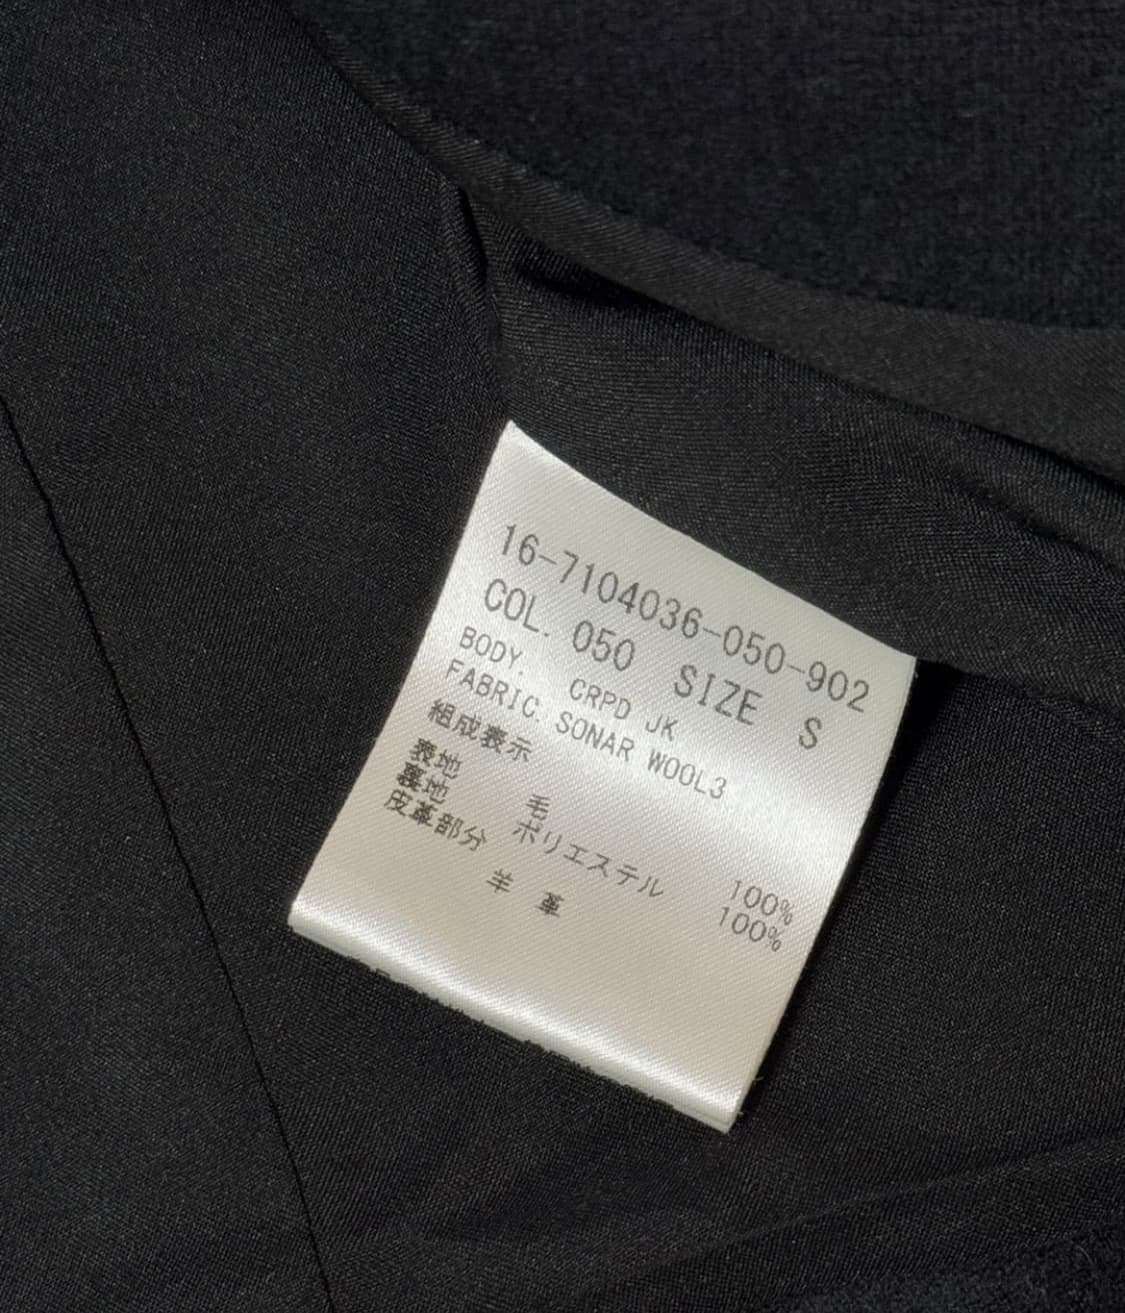 16-7104036-050-902
COL. 050 SIZE S
BODY. CRPD JK
FABRIC. SONAR WOOL3
組成表示
表地 毛 100%
裏地 ポリエステル 100%
皮革部分
羊 革